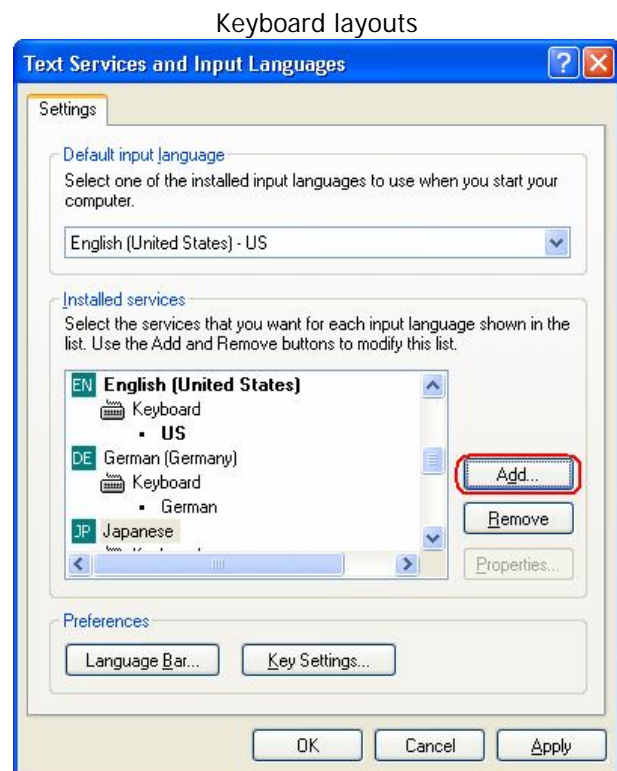 Keyboard layouts
Text Services and Input Languages
Settings
Default input language
Select one of the installed input languages to use when you start your
computer.
English (United States) - US
Installed services
Select the services that you want for each input language shown in the
list. Use the Add and Remove buttons to modify this list.
EN English (United States)
Keyboard
• US
DE German (Germany)
Keyboard
• German
JP Japanese
Add...
Remove
Properties...
Preferences
Language Bar...
Key Settings...
OK
Cancel
Apply